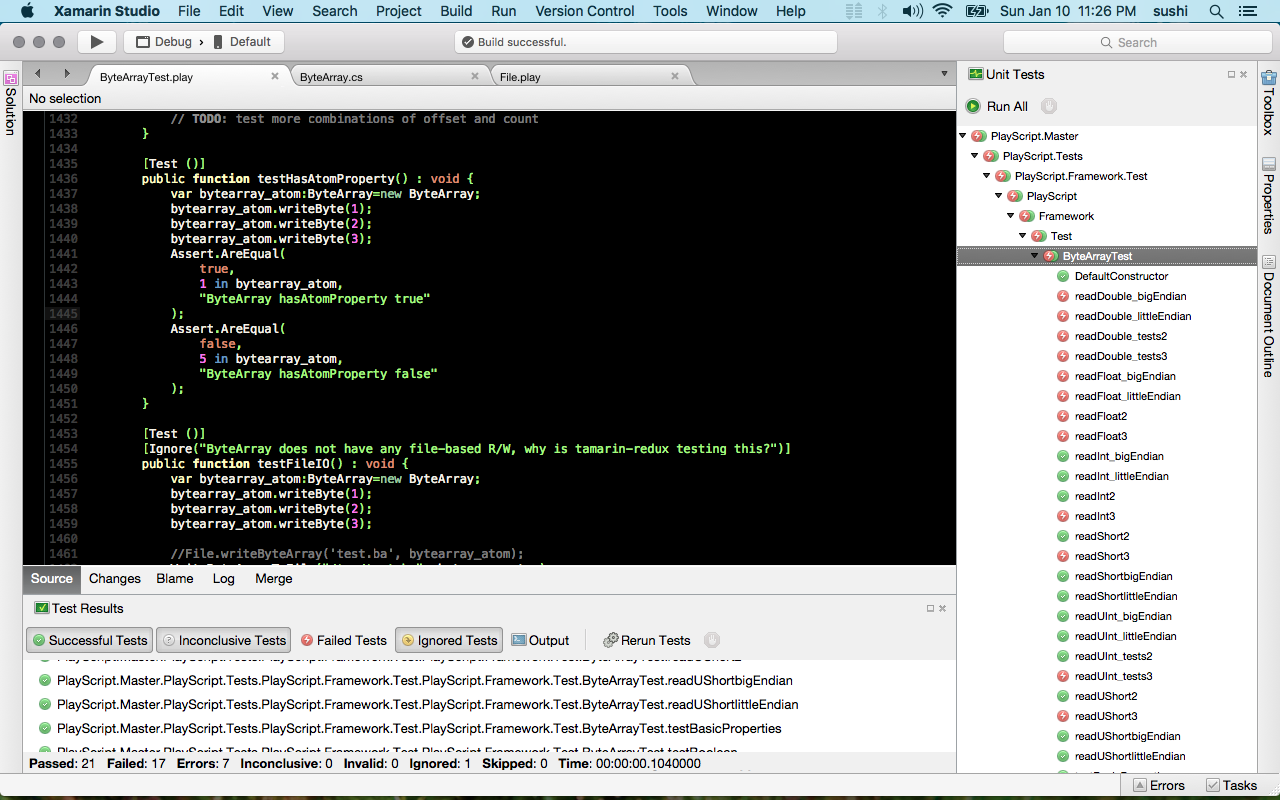 Xamarin Studio File Edit View Search Project Build Run Version Control Tools Window Help Sun Jan 10 11:26 PM sushi
Debug › Default
Build successful.
Search
ByteArrayTest.play
ByteArray.cs
File.play
No selection
Solution
1432 // TODO: test more combinations of offset and count
1433 }
1434
1435 [Test ()]
1436 public function testHasAtomProperty() : void {
1437 var bytearray_atom:ByteArray=new ByteArray;
1438 bytearray_atom.writeByte(1);
1439 bytearray_atom.writeByte(2);
1440 bytearray_atom.writeByte(3);
1441 Assert.AreEqual(
1442 true,
1443 1 in bytearray_atom,
1444 "ByteArray hasAtomProperty true"
1445 );
1446 Assert.AreEqual(
1447 false,
1448 5 in bytearray_atom,
1449 "ByteArray hasAtomProperty false"
1450 );
1451 }
1452
1453 [Test ()]
1454 [Ignore("ByteArray does not have any file-based R/W, why is tamarin-redux testing this?")]
1455 public function testFileIO() : void {
1456 var bytearray_atom:ByteArray=new ByteArray;
1457 bytearray_atom.writeByte(1);
1458 bytearray_atom.writeByte(2);
1459 bytearray_atom.writeByte(3);
1460
1461 //File.writeByteArray('test.ba', bytearray_atom);
Source Changes Blame Log Merge
Test Results
Successful Tests Inconclusive Tests Failed Tests Ignored Tests Output Rerun Tests
PlayScript.Master.PlayScript.Tests.PlayScript.Framework.Test.PlayScript.Framework.Test.ByteArrayTest.readUShortbigEndian
PlayScript.Master.PlayScript.Tests.PlayScript.Framework.Test.PlayScript.Framework.Test.ByteArrayTest.readUShortlittleEndian
PlayScript.Master.PlayScript.Tests.PlayScript.Framework.Test.PlayScript.Framework.Test.ByteArrayTest.testBasicProperties
Passed: 21 Failed: 17 Errors: 7 Inconclusive: 0 Invalid: 0 Ignored: 1 Skipped: 0 Time: 00:00:00.1040000
Unit Tests
Run All
PlayScript.Master
PlayScript.Tests
PlayScript.Framework.Test
PlayScript
Framework
Test
ByteArrayTest
DefaultConstructor
readDouble_bigEndian
readDouble_littleEndian
readDouble_tests2
readDouble_tests3
readFloat_bigEndian
readFloat_littleEndian
readFloat2
readFloat3
readInt_bigEndian
readInt_littleEndian
readInt2
readInt3
readShort2
readShort3
readShortbigEndian
readShortlittleEndian
readUInt_bigEndian
readUInt_littleEndian
readUInt_tests2
readUInt_tests3
readUShort2
readUShort3
readUShortbigEndian
readUShortlittleEndian
Toolbox
Properties
Document Outline
Errors Tasks